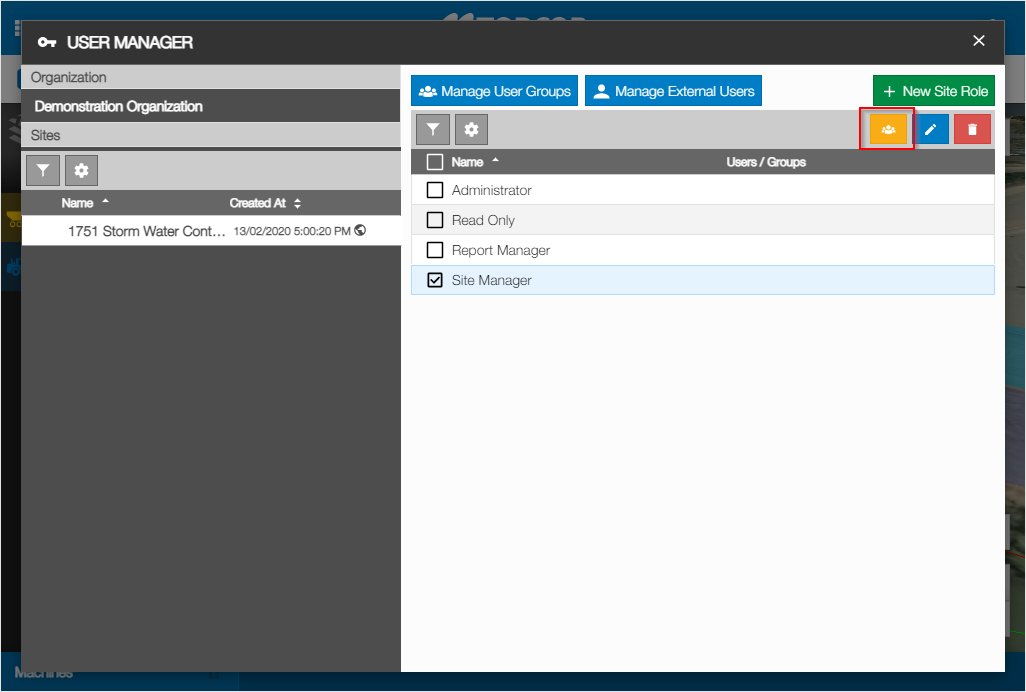 USER MANAGER
Organization
Demonstration Organization
Sites
Name Created At
1751 Storm Water Cont... 13/02/2020 5:00:20 PM
Manage User Groups Manage External Users New Site Role
Name Users / Groups
Administrator
Read Only
Report Manager
Site Manager
Machines